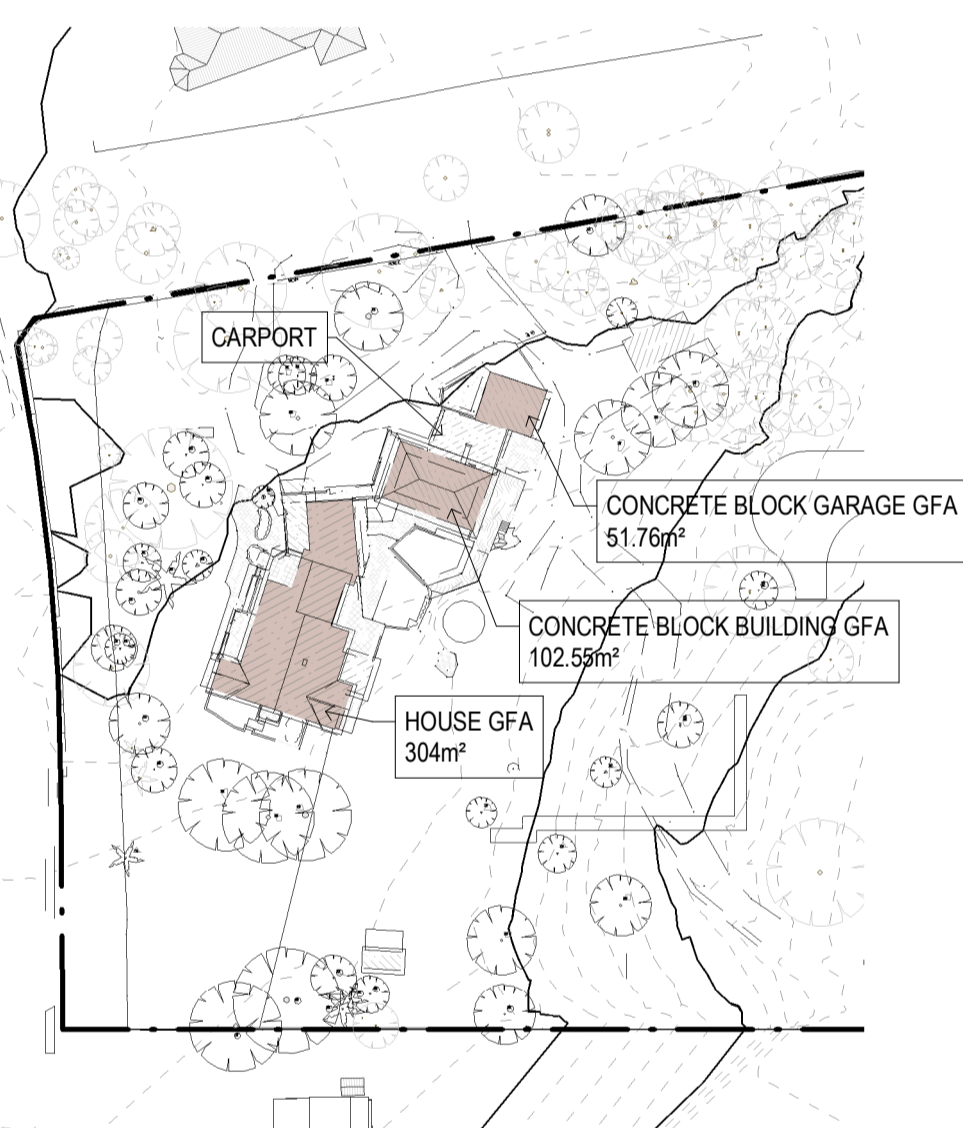 CARPORT
CONCRETE BLOCK GARAGE GFA
51.76m²
CONCRETE BLOCK BUILDING GFA
102.55m²
HOUSE GFA
304m²